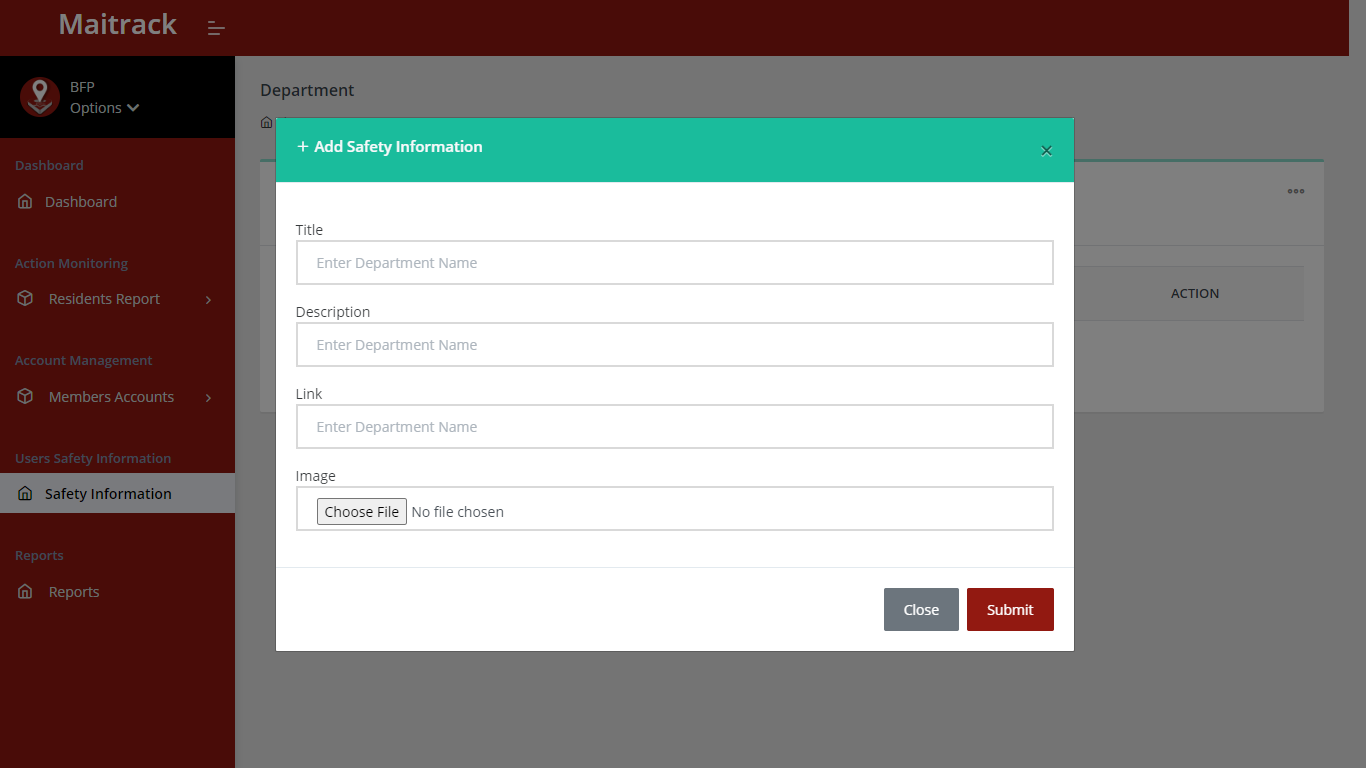 Maitrack
BFP
Options
Dashboard
Dashboard
Action Monitoring
Residents Report
Account Management
Members Accounts
Users Safety Information
Safety Information
Reports
Reports
Department
+ Add Safety Information
×
Title
Enter Department Name
Description
Enter Department Name
Link
Enter Department Name
Image
Choose File No file chosen
Close Submit
ACTION